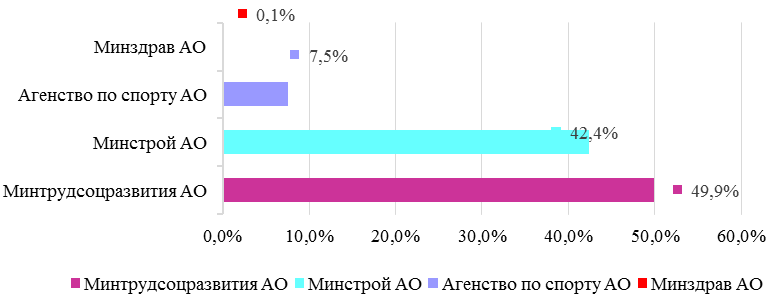 0,1%
Минздрав АО
7,5%
Агенство по спорту АО
42,4%
Минстрой АО
Минтрудсоцразвития АО
49,9%
0,0% 10,0% 20,0% 30,0% 40,0% 50,0% 60,0%
Минтрудсоцразвития АО Минстрой АО Агенство по спорту АО Минздрав АО